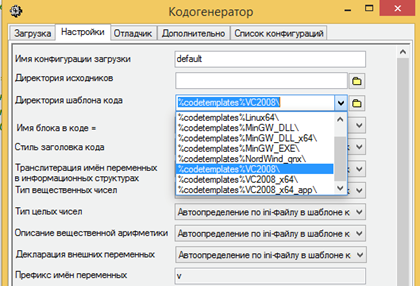 Кодогенератор
Загрузка Настройки Отладчик Дополнительно Список конфигураций
Имя конфигурации загрузки default
Директория исходников
Директория шаблона кода %codetemplates%VC2008\
%codetemplates%Linux64\
Имя блока в коде = %codetemplates%MinGW_DLL\
%codetemplates%MinGW_DLL_x64\
Стиль заголовка кода %codetemplates%MinGW_EXE\
%codetemplates%NordWind_qnx\
Транслитерация имён переменных %codetemplates%VC2008\
в информационных структурах %codetemplates%VC2008_x64\
Тип вещественных чисел %codetemplates%VC2008_x64_app\
Тип целых чисел Автоопределение по ini-Файлу в шаблоне к
Описание вещественной арифметики Автоопределение по ini-Файлу в шаблоне к
Декларация внешних переменных Автоопределение по ini-Файлу в шаблоне к
Префикс имён переменных v